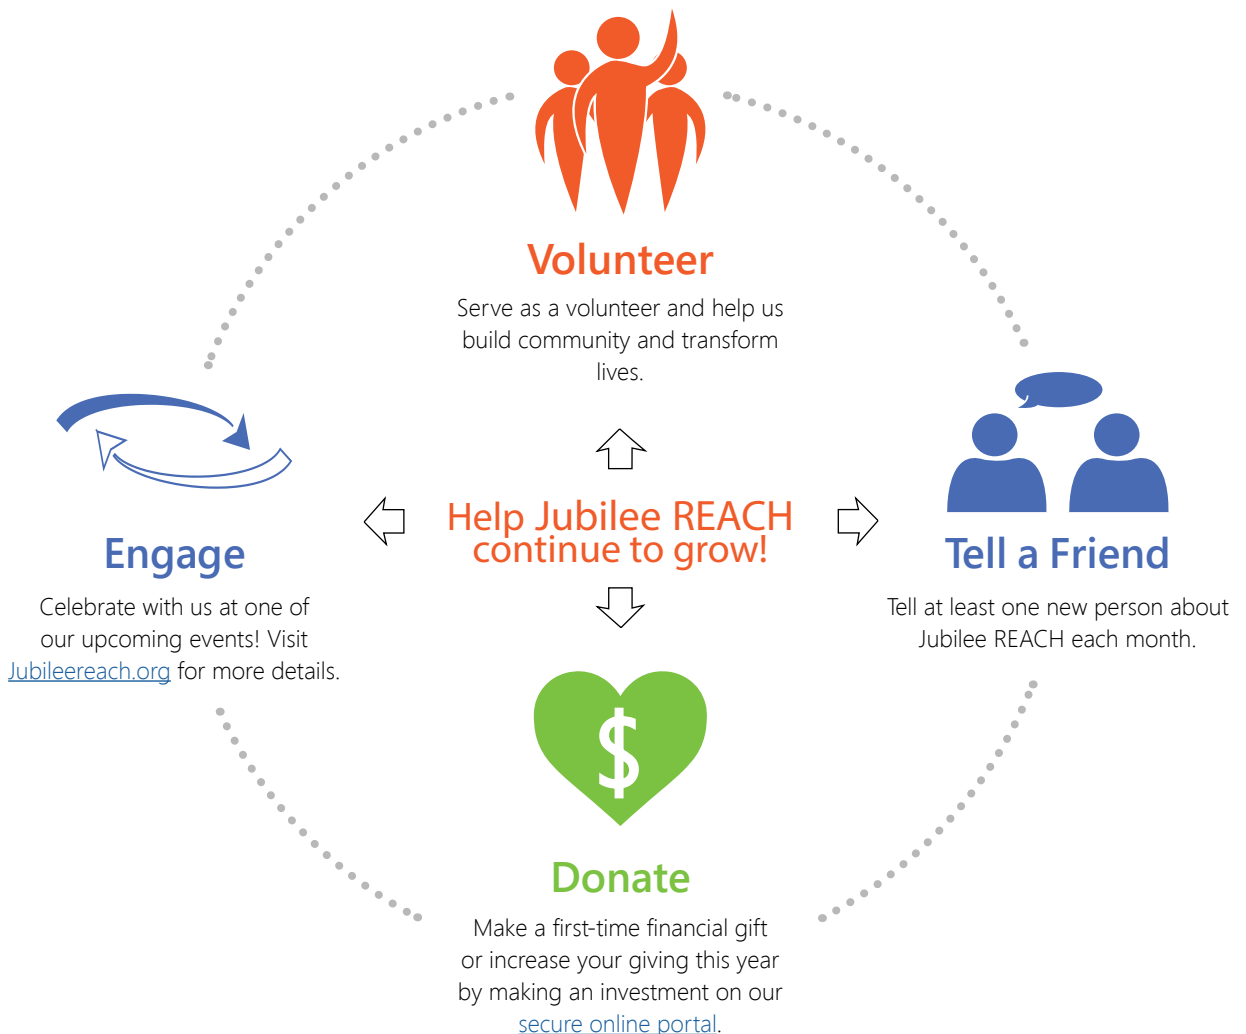 Volunteer
Serve as a volunteer and help us
build community and transform
lives.
Help Jubilee REACH
continue to grow!
Engage
Celebrate with us at one of
our upcoming events! Visit
Jubileereach.org for more details.
Tell a Friend
Tell at least one new person about
Jubilee REACH each month.
$
Donate
Make a first-time financial gift
or increase your giving this year
by making an investment on our
secure online portal.